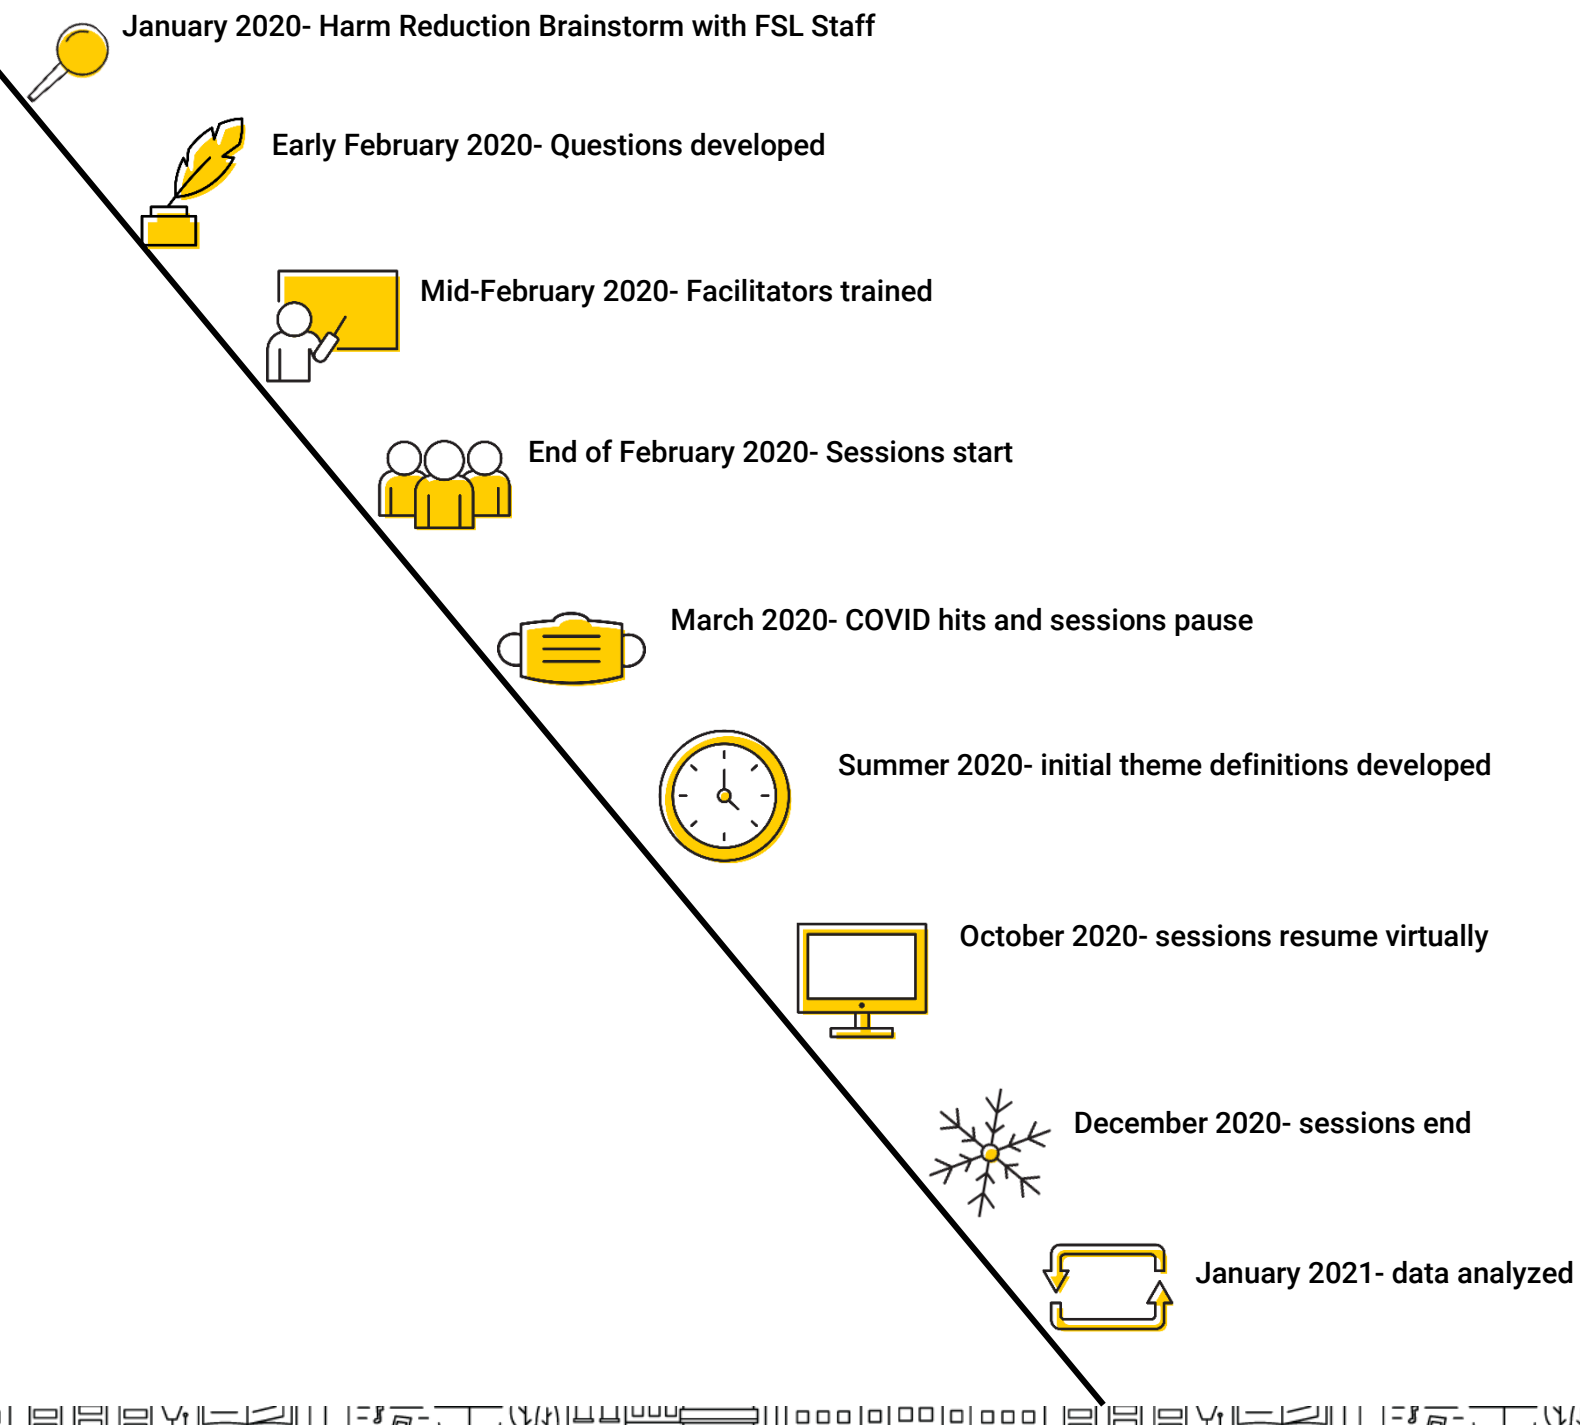 January 2020- Harm Reduction Brainstorm with FSL Staff
Early February 2020- Questions developed
Mid-February 2020- Facilitators trained
End of February 2020- Sessions start
March 2020- COVID hits and sessions pause
Summer 2020- initial theme definitions developed
October 2020- sessions resume virtually
December 2020- sessions end
January 2021- data analyzed